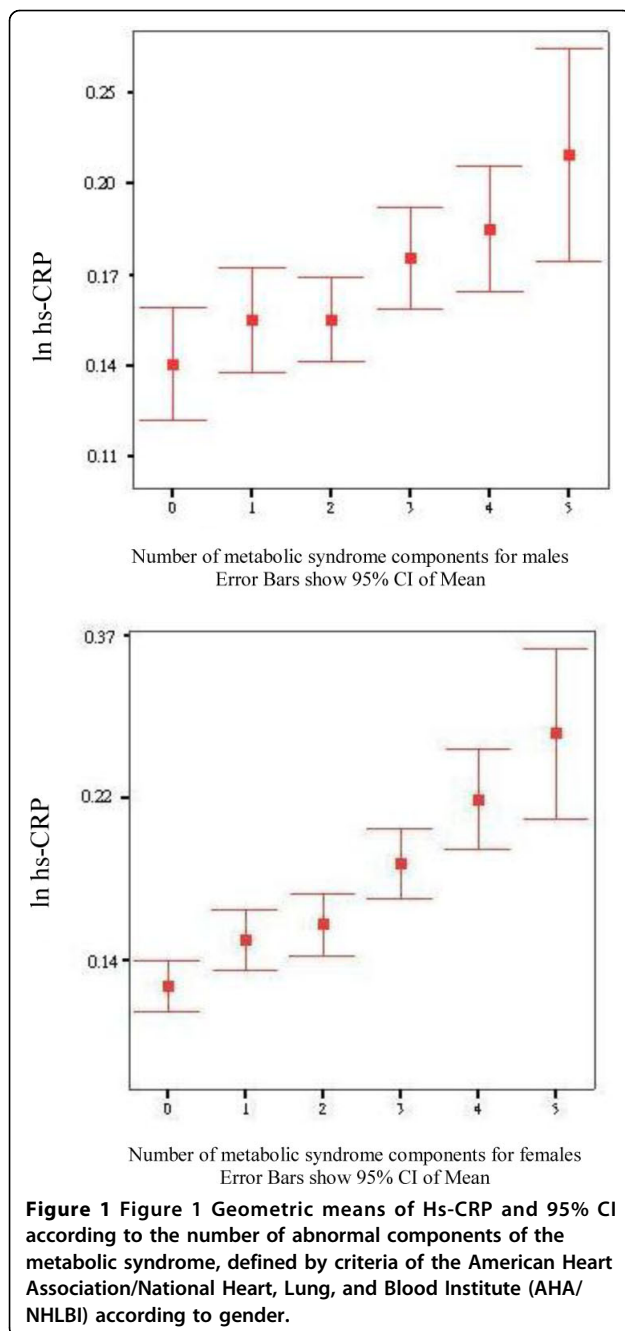 0.25
0.20
0.17
0.14
0.11
ln hs-CRP
0 1 2 3 4 5
Number of metabolic syndrome components for males
Error Bars show 95% CI of Mean
0.37
0.22
0.14
ln hs-CRP
0 1 2 3 4 5
Number of metabolic syndrome components for females
Error Bars show 95% CI of Mean
Figure 1 Figure 1 Geometric means of Hs-CRP and 95% CI
according to the number of abnormal components of the
metabolic syndrome, defined by criteria of the American Heart
Association/National Heart, Lung, and Blood Institute (AHA/
NHLBI) according to gender.